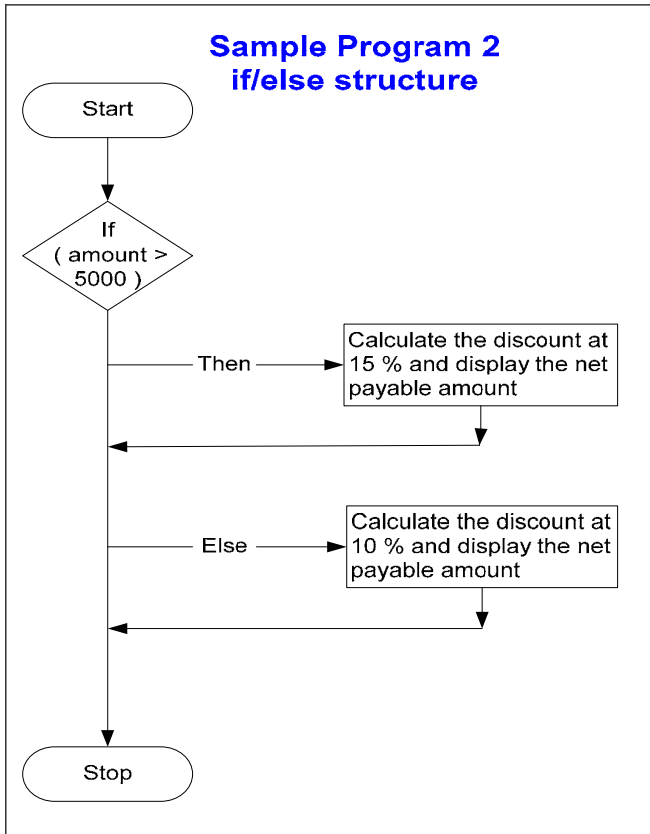 Sample Program 2
if/else structure
Start
If
( amount >
5000 )
Then
Calculate the discount at
15 % and display the net
payable amount
Else
Calculate the discount at
10 % and display the net
payable amount
Stop